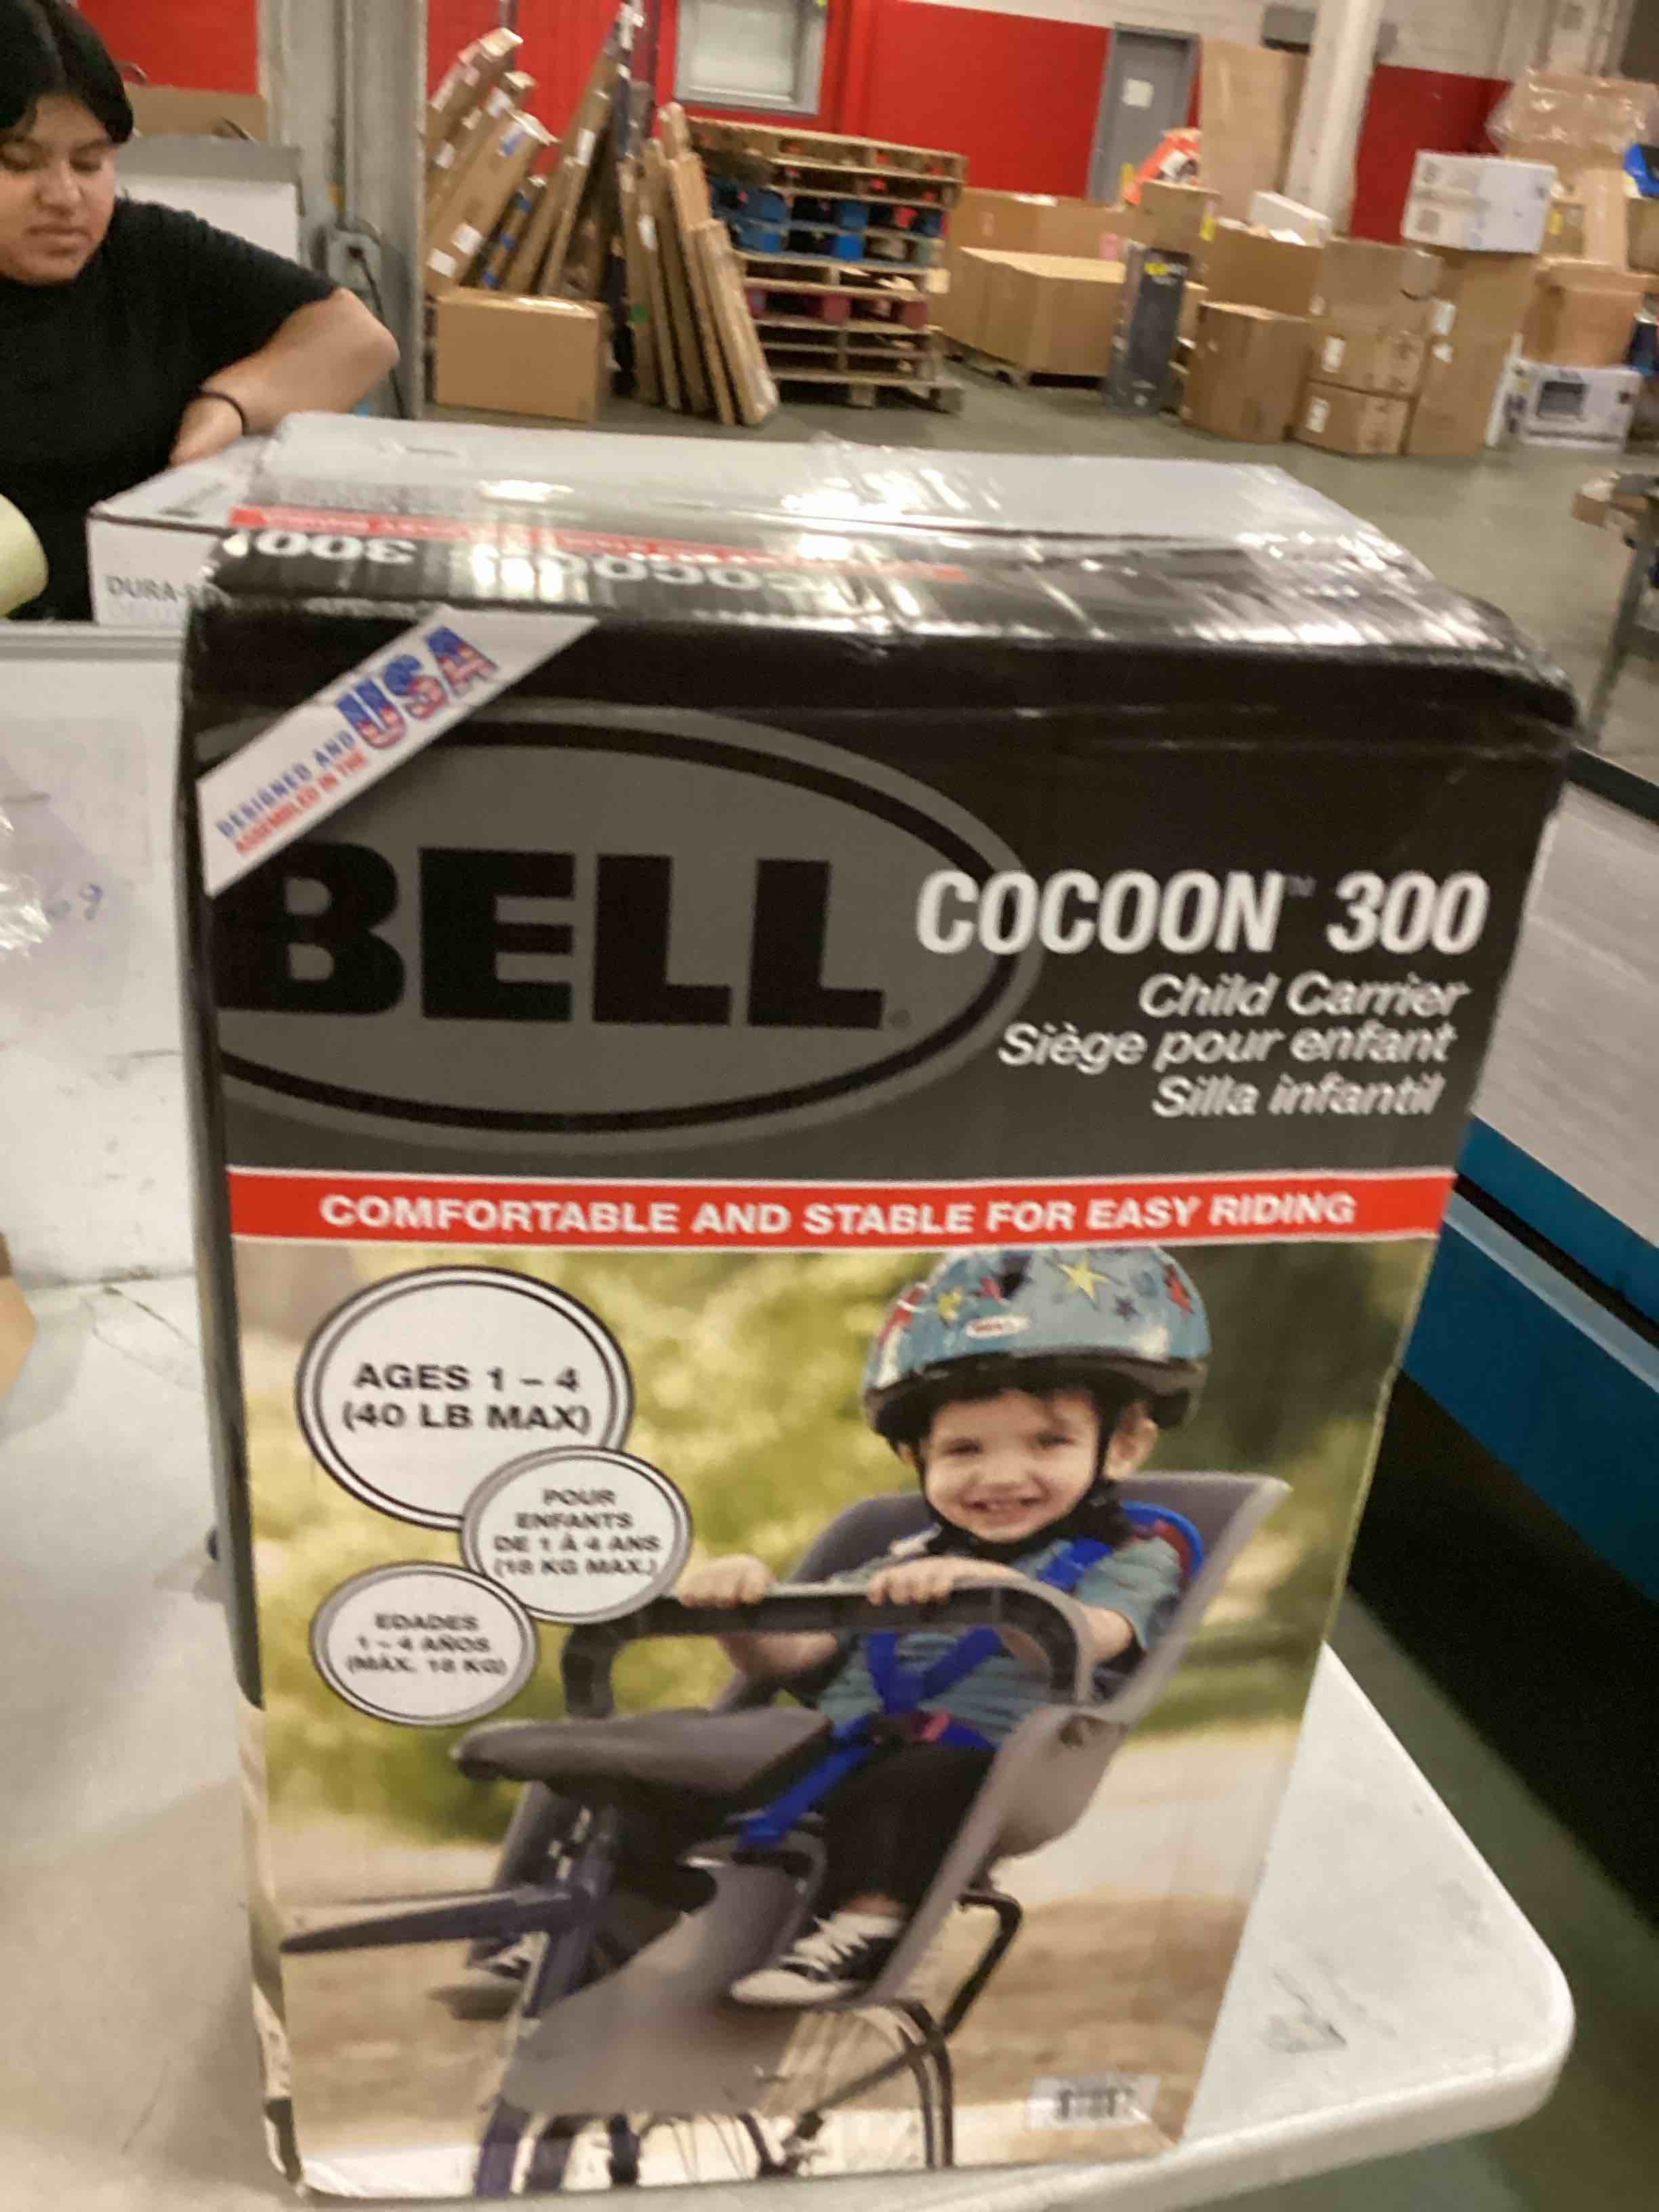 COCOON 300
DURA-
DESIGNED AND
ASSEMBLED IN THE
USA
BELL
COCOON™ 300
Child Carrier
Siège pour enfant
Silla infantil
COMFORTABLE AND STABLE FOR EASY RIDING
AGES 1 – 4
(40 LB MAX)
POUR
ENFANTS
DE 1 À 4 ANS
(18 KG MAX.)
EDADES
1 – 4 AÑOS
(MÁX. 18 KG)